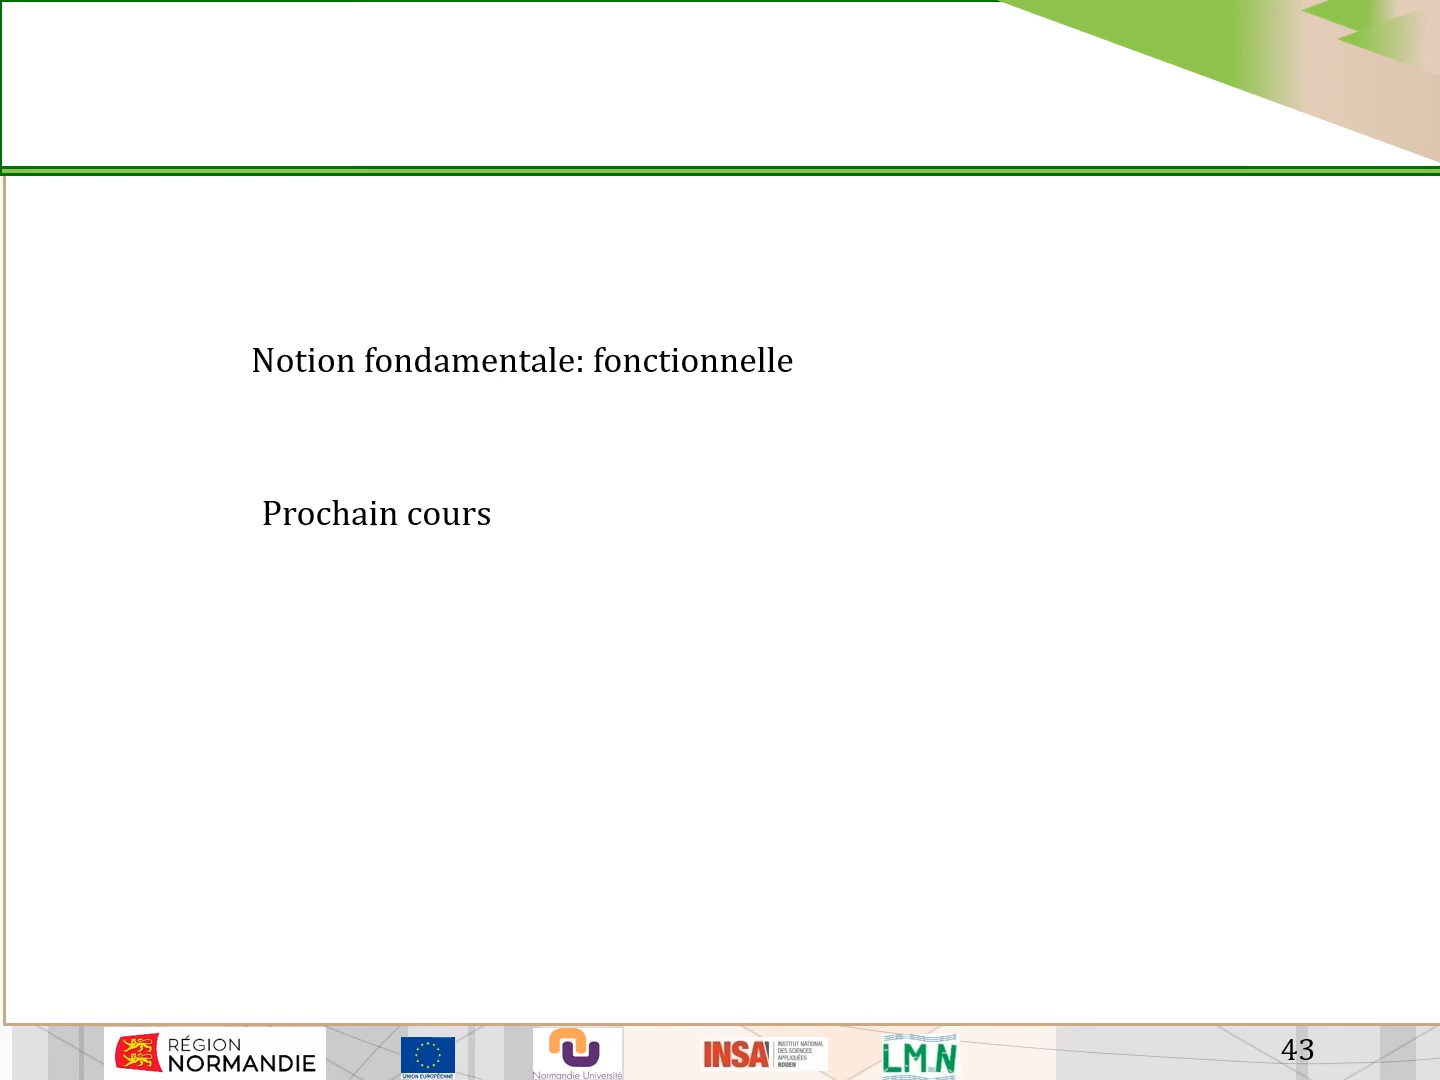 Notion fondamentale: fonctionnelle
Prochain cours
RÉGION
NORMANDIE
UNION EUROPÉENNE
Normandie Université
INSA
INSTITUT NATIONAL
DES SCIENCES
APPLIQUÉES
ROUEN
LMN
43